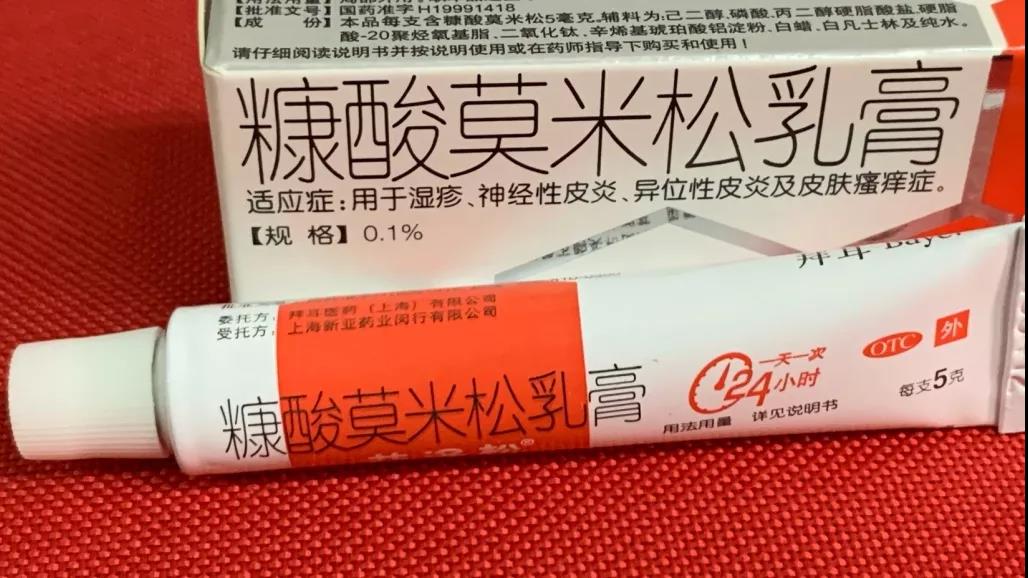 【批准文号】国药准字H19991418
【成　　份】本品每支含糠酸莫米松5毫克。辅料为:己二醇、磷酸、丙二醇硬脂酸盐、硬脂
酸-20聚烃氧基脂、二氧化钛、辛烯基琥珀酸铝淀粉、白蜡、白凡士林及纯水。
请仔细阅读说明书并按说明使用或在药师指导下购买和使用！
糠酸莫米松乳膏
适应症:用于湿疹、神经性皮炎、异位性皮炎及皮肤瘙痒症。
【规 格】0.1%
拜耳 Bayer
委托方: 拜耳医药（上海）有限公司
受托方: 上海新亚药业闵行有限公司
糠酸莫米松乳膏
一天一次
24小时
用法用量 详见说明书
OTC
外
每支5克